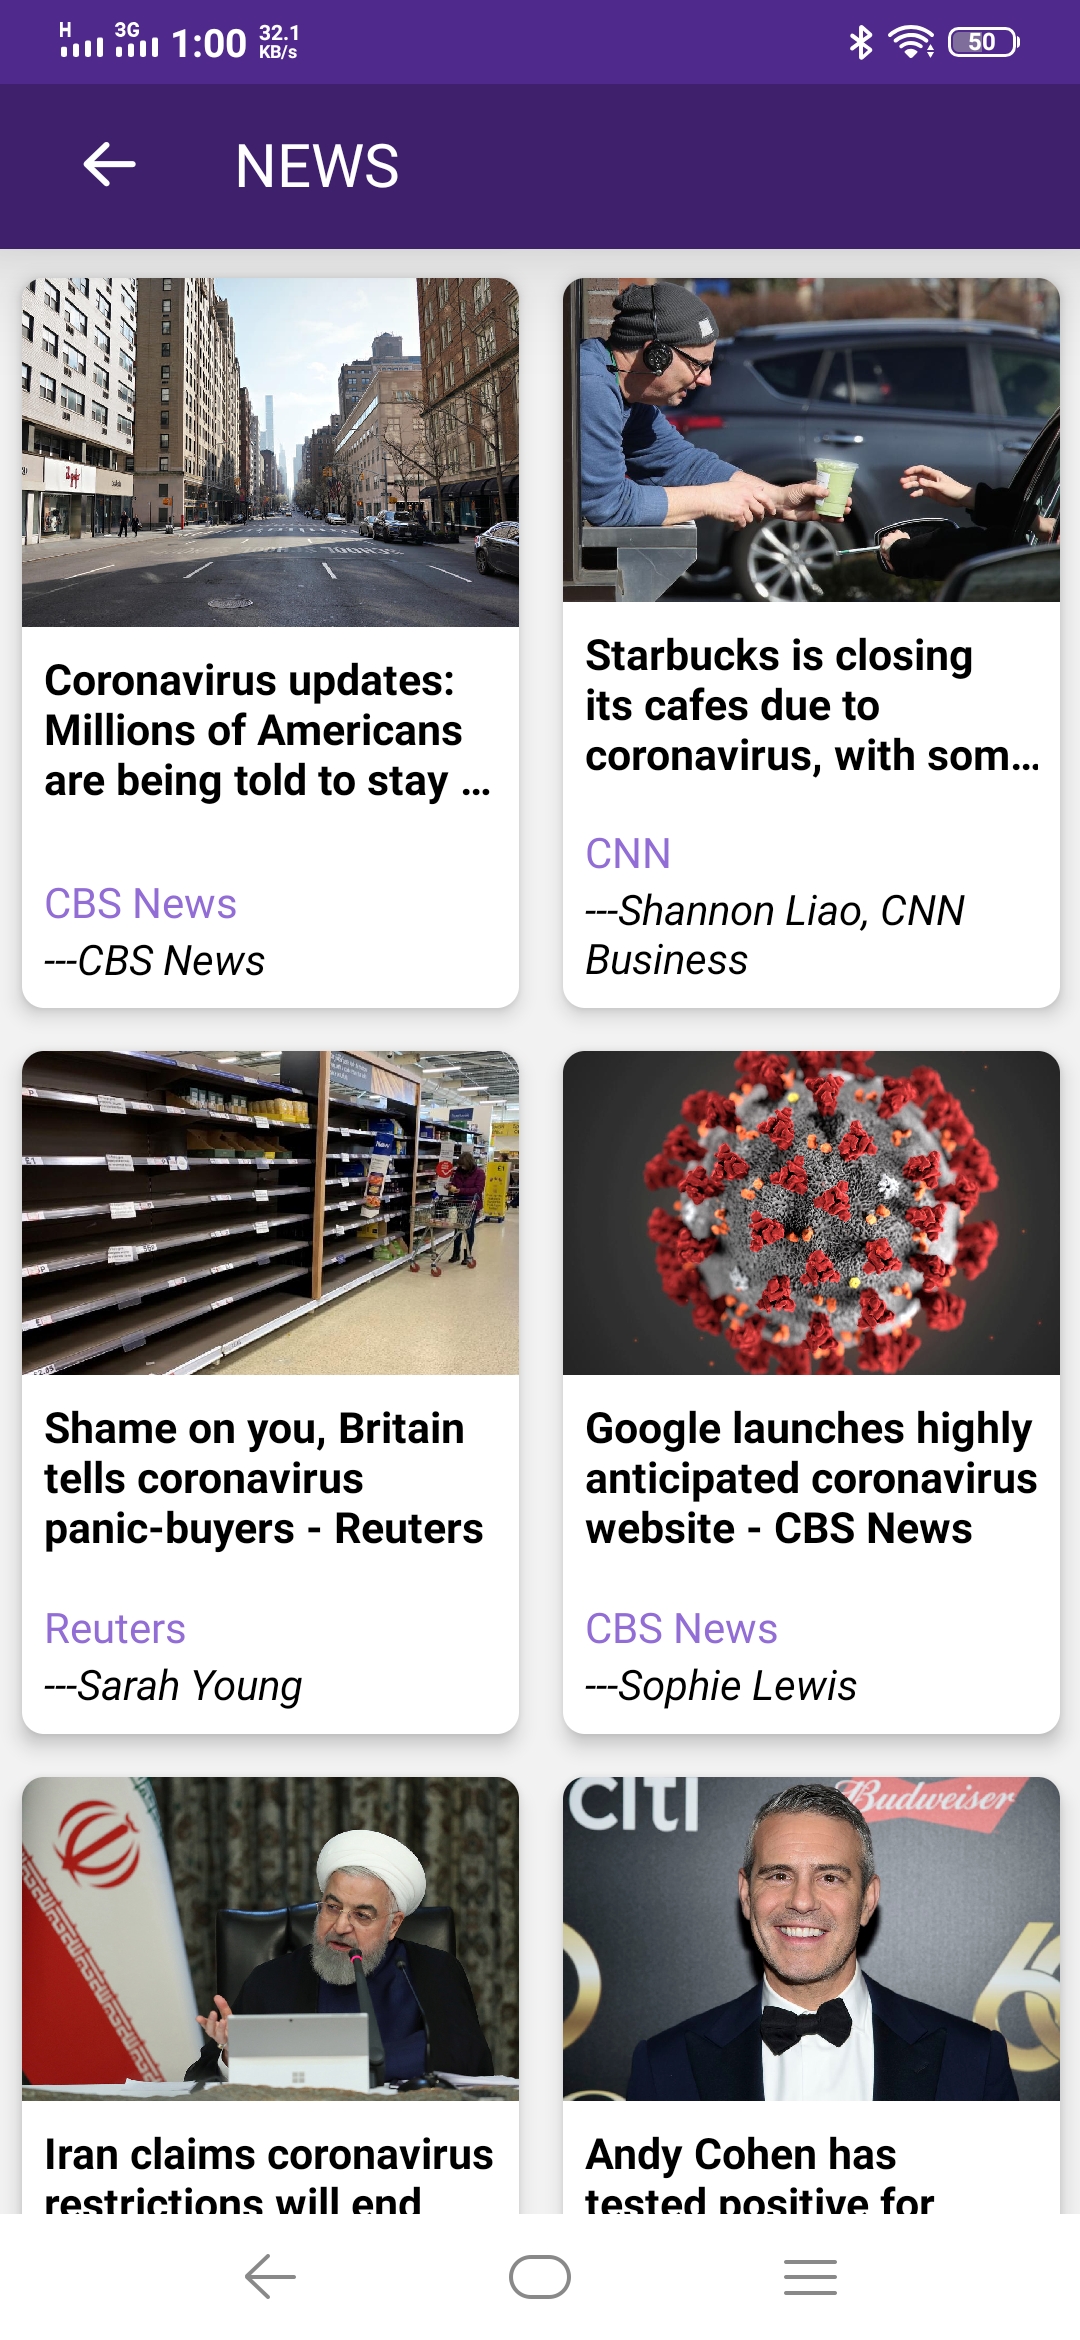 H 3G 1:00 32.1 KB/s 50
NEWS
Coronavirus updates:
Millions of Americans
are being told to stay ...
CBS News
---CBS News
Starbucks is closing
its cafes due to
coronavirus, with som...
CNN
---Shannon Liao, CNN
Business
Shame on you, Britain
tells coronavirus
panic-buyers - Reuters
Reuters
---Sarah Young
Google launches highly
anticipated coronavirus
website - CBS News
CBS News
---Sophie Lewis
citi
Budweiser
Iran claims coronavirus
restrictions will end
Andy Cohen has
tested positive for